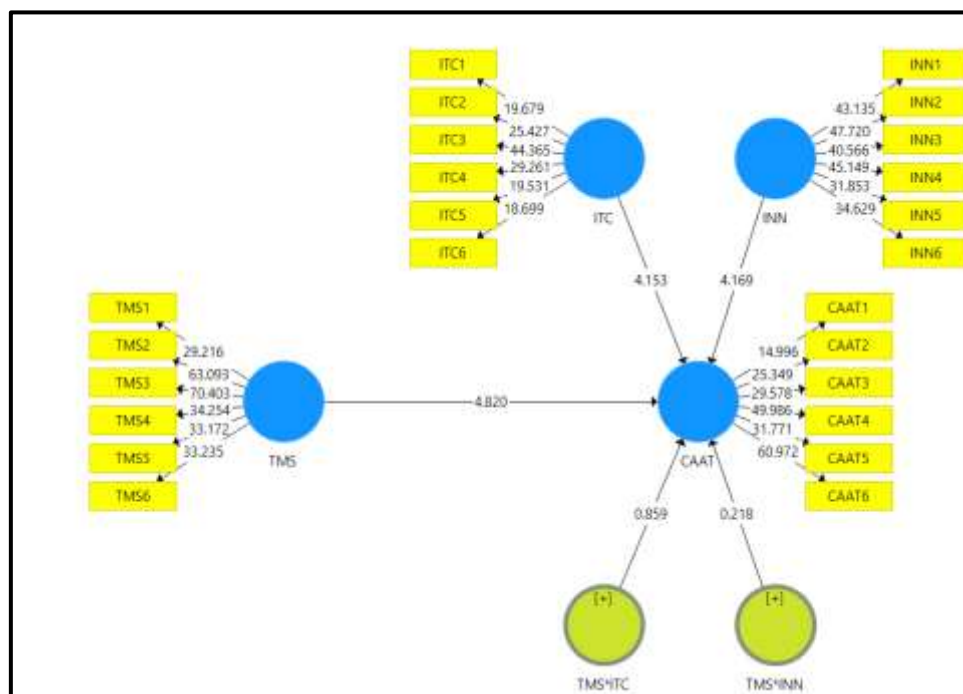 ITC1
ITC2
ITC3
ITC4
ITC5
ITC6
19.679
25.427
44.365
29.261
19.531
18.699
ITC
INN1
INN2
INN3
INN4
INN5
INN6
43.135
47.720
40.566
45.149
31.853
34.629
INN
4.153
4.169
TMS1
TMS2
TMS3
TMS4
TMS5
TMS6
29.216
63.093
70.403
34.254
33.172
33.235
TMS
4.820
CAAT
14.996
25.349
29.578
49.986
31.771
60.972
CAAT1
CAAT2
CAAT3
CAAT4
CAAT5
CAAT6
0.859
0.218
[+]
[+]
TMS*ITC
TMS*INN